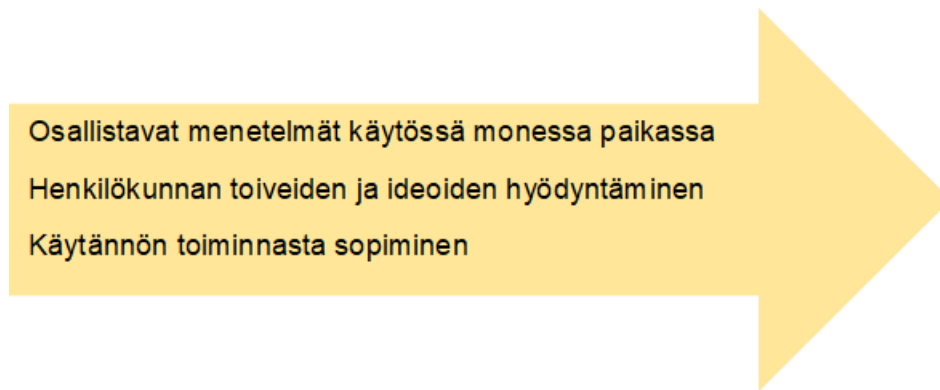 Osallistavat menetelmät käytössä monessa paikassa
Henkilökunnan toiveiden ja ideoiden hyödyntäminen
Käytännön toiminnasta sopiminen